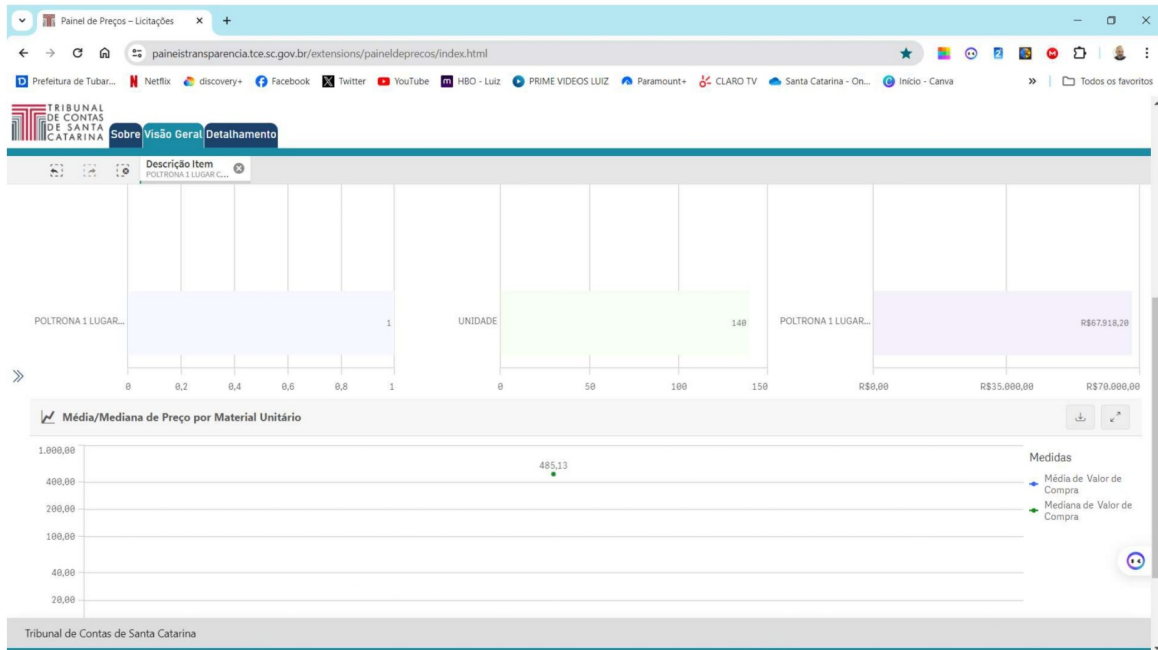 Painel de Preços – Licitações
paineistransparencia.tce.sc.gov.br/extensions/paineldeprecos/index.html
Prefeitura de Tubar... Netflix discovery+ Facebook Twitter YouTube HBO - Luiz PRIME VIDEOS LUIZ Paramount+ CLARO TV Santa Catarina - On... Início - Canva » Todos os favoritos
TRIBUNAL
DE CONTAS
DE SANTA
CATARINA
Sobre Visão Geral Detalhamento
Descrição Item
POLTRONA 1 LUGAR C...
POLTRONA 1 LUGAR... 1 UNIDADE 140 POLTRONA 1 LUGAR... R$67.918,20
0 0,2 0,4 0,6 0,8 1 0 50 100 150 R$0,00 R$35.000,00 R$70.000,00
Média/Mediana de Preço por Material Unitário
1.000,00
400,00
200,00
100,00
40,00
20,00
485,13
Medidas
Média de Valor de
Compra
Mediana de Valor de
Compra
Tribunal de Contas de Santa Catarina